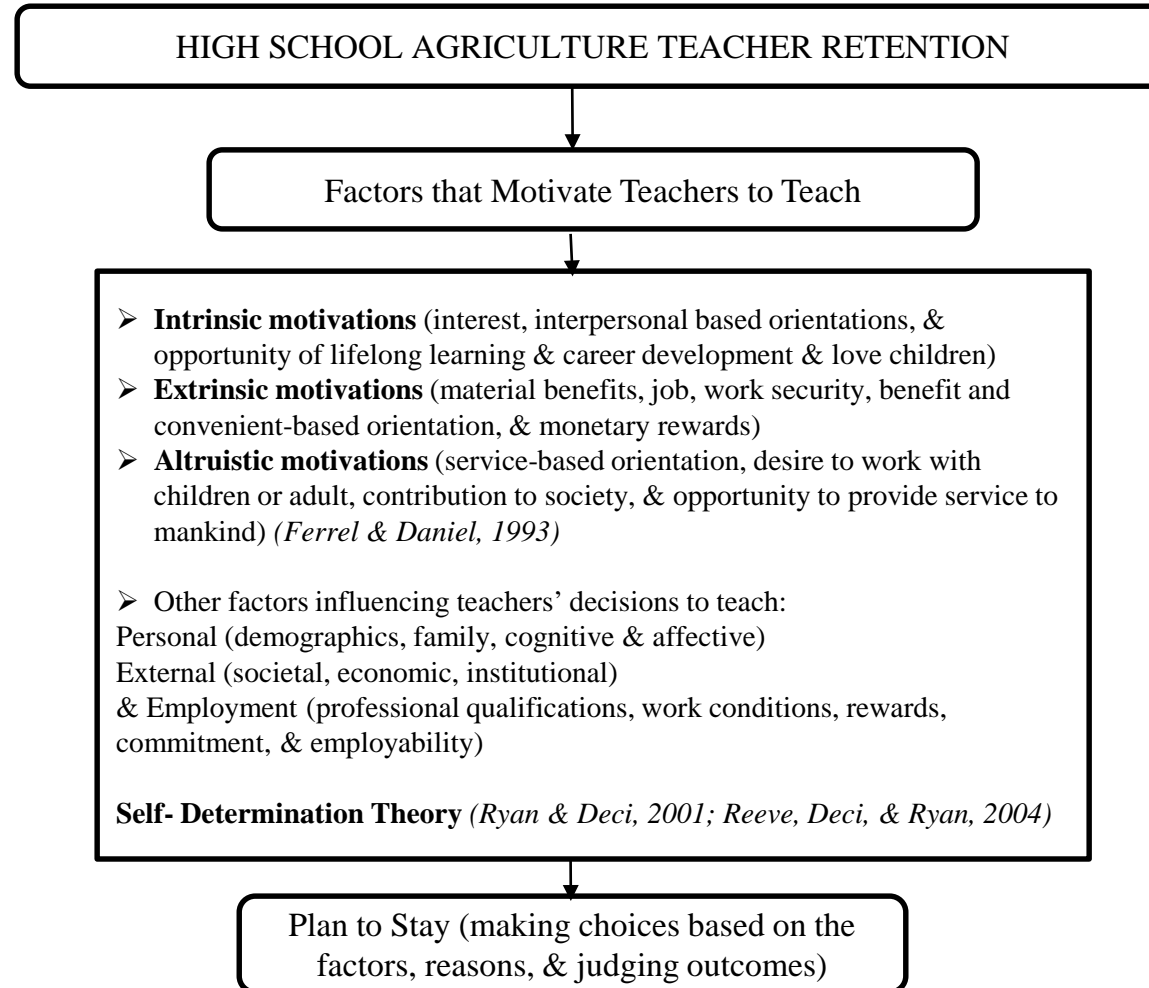 HIGH SCHOOL AGRICULTURE TEACHER RETENTION
Factors that Motivate Teachers to Teach
➢ Intrinsic motivations (interest, interpersonal based orientations, &
opportunity of lifelong learning & career development & love children)
➢ Extrinsic motivations (material benefits, job, work security, benefit and
convenient-based orientation, & monetary rewards)
➢ Altruistic motivations (service-based orientation, desire to work with
children or adult, contribution to society, & opportunity to provide service to
mankind) (Ferrel & Daniel, 1993)
➢ Other factors influencing teachers’ decisions to teach:
Personal (demographics, family, cognitive & affective)
External (societal, economic, institutional)
& Employment (professional qualifications, work conditions, rewards,
commitment, & employability)
Self- Determination Theory (Ryan & Deci, 2001; Reeve, Deci, & Ryan, 2004)
Plan to Stay (making choices based on the
factors, reasons, & judging outcomes)